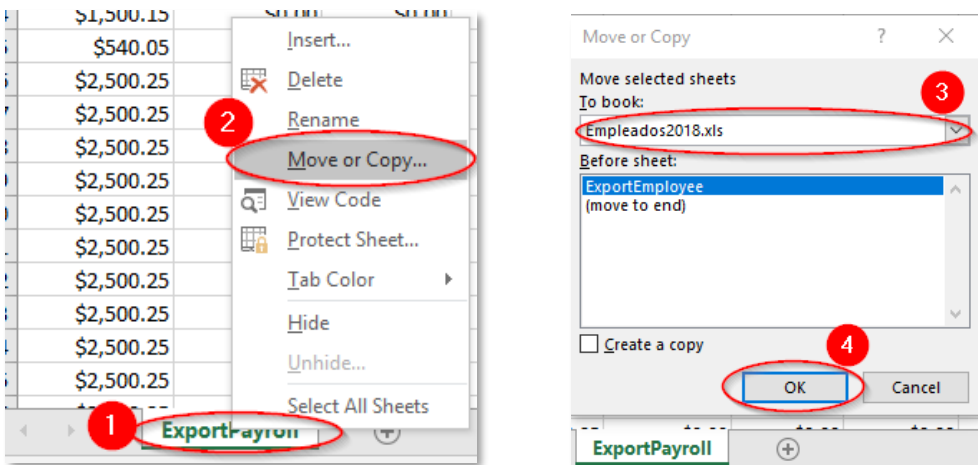 $1,500.15 $0.00 $0.00
$540.05
$2,500.25
$2,500.25
$2,500.25
$2,500.25
$2,500.25
$2,500.25
$2,500.25
$2,500.25
$2,500.25
$2,500.25
Insert...
Delete
2
Rename
Move or Copy...
View Code
Protect Sheet...
Tab Color
Hide
Unhide...
Select All Sheets
1
ExportPayroll
Move or Copy
Move selected sheets
3
To book:
Empleados2018.xls
Before sheet:
ExportEmployee
(move to end)
Create a copy
4
OK Cancel
ExportPayroll